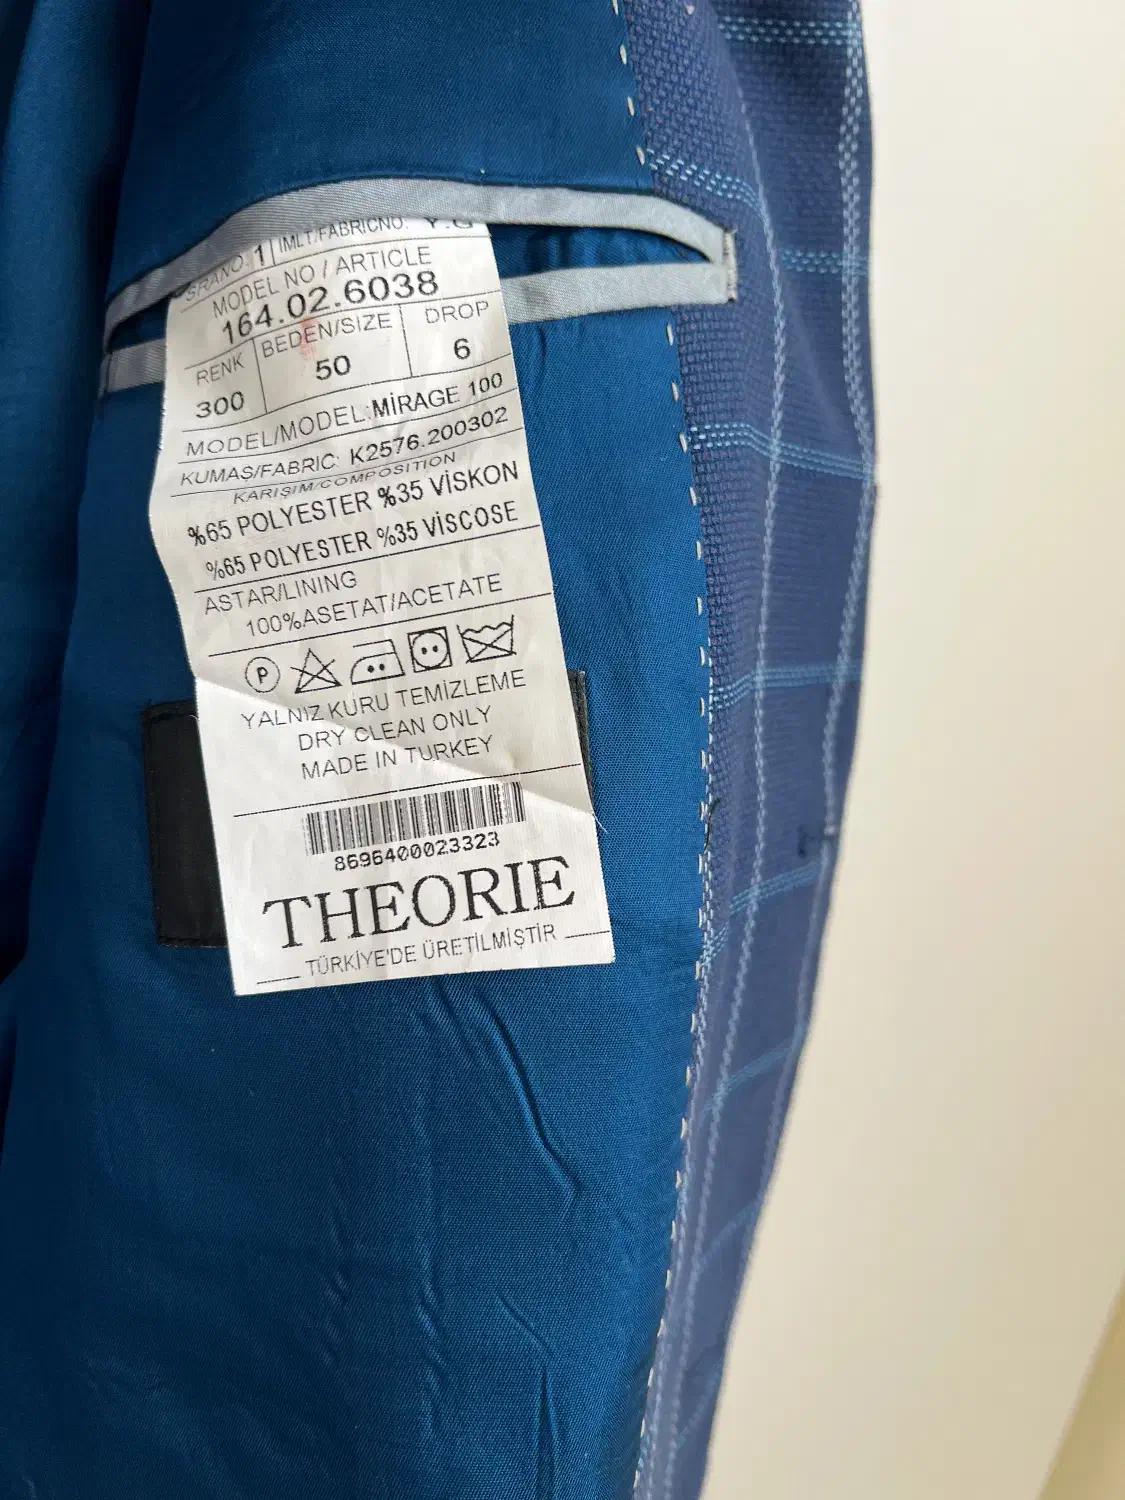 SIRANO: 1 IMLT/FABRICNO: Y.G
MODEL NO / ARTICLE
164.02.6038
RENK BEDEN/SIZE DROP
300 50 6
MODEL/MODEL: MİRAGE 100
KUMAŞ/FABRIC: K2576.200302
KARIŞIM/COMPOSITION
%65 POLYESTER %35 VİSKON
%65 POLYESTER %35 VİSCOSE
ASTAR/LINING
100%ASETAT/ACETATE
P
YALNIZ KURU TEMİZLEME
DRY CLEAN ONLY
MADE IN TURKEY
8696400023323
THEORIE
TÜRKİYE'DE ÜRETİLMİŞTİR